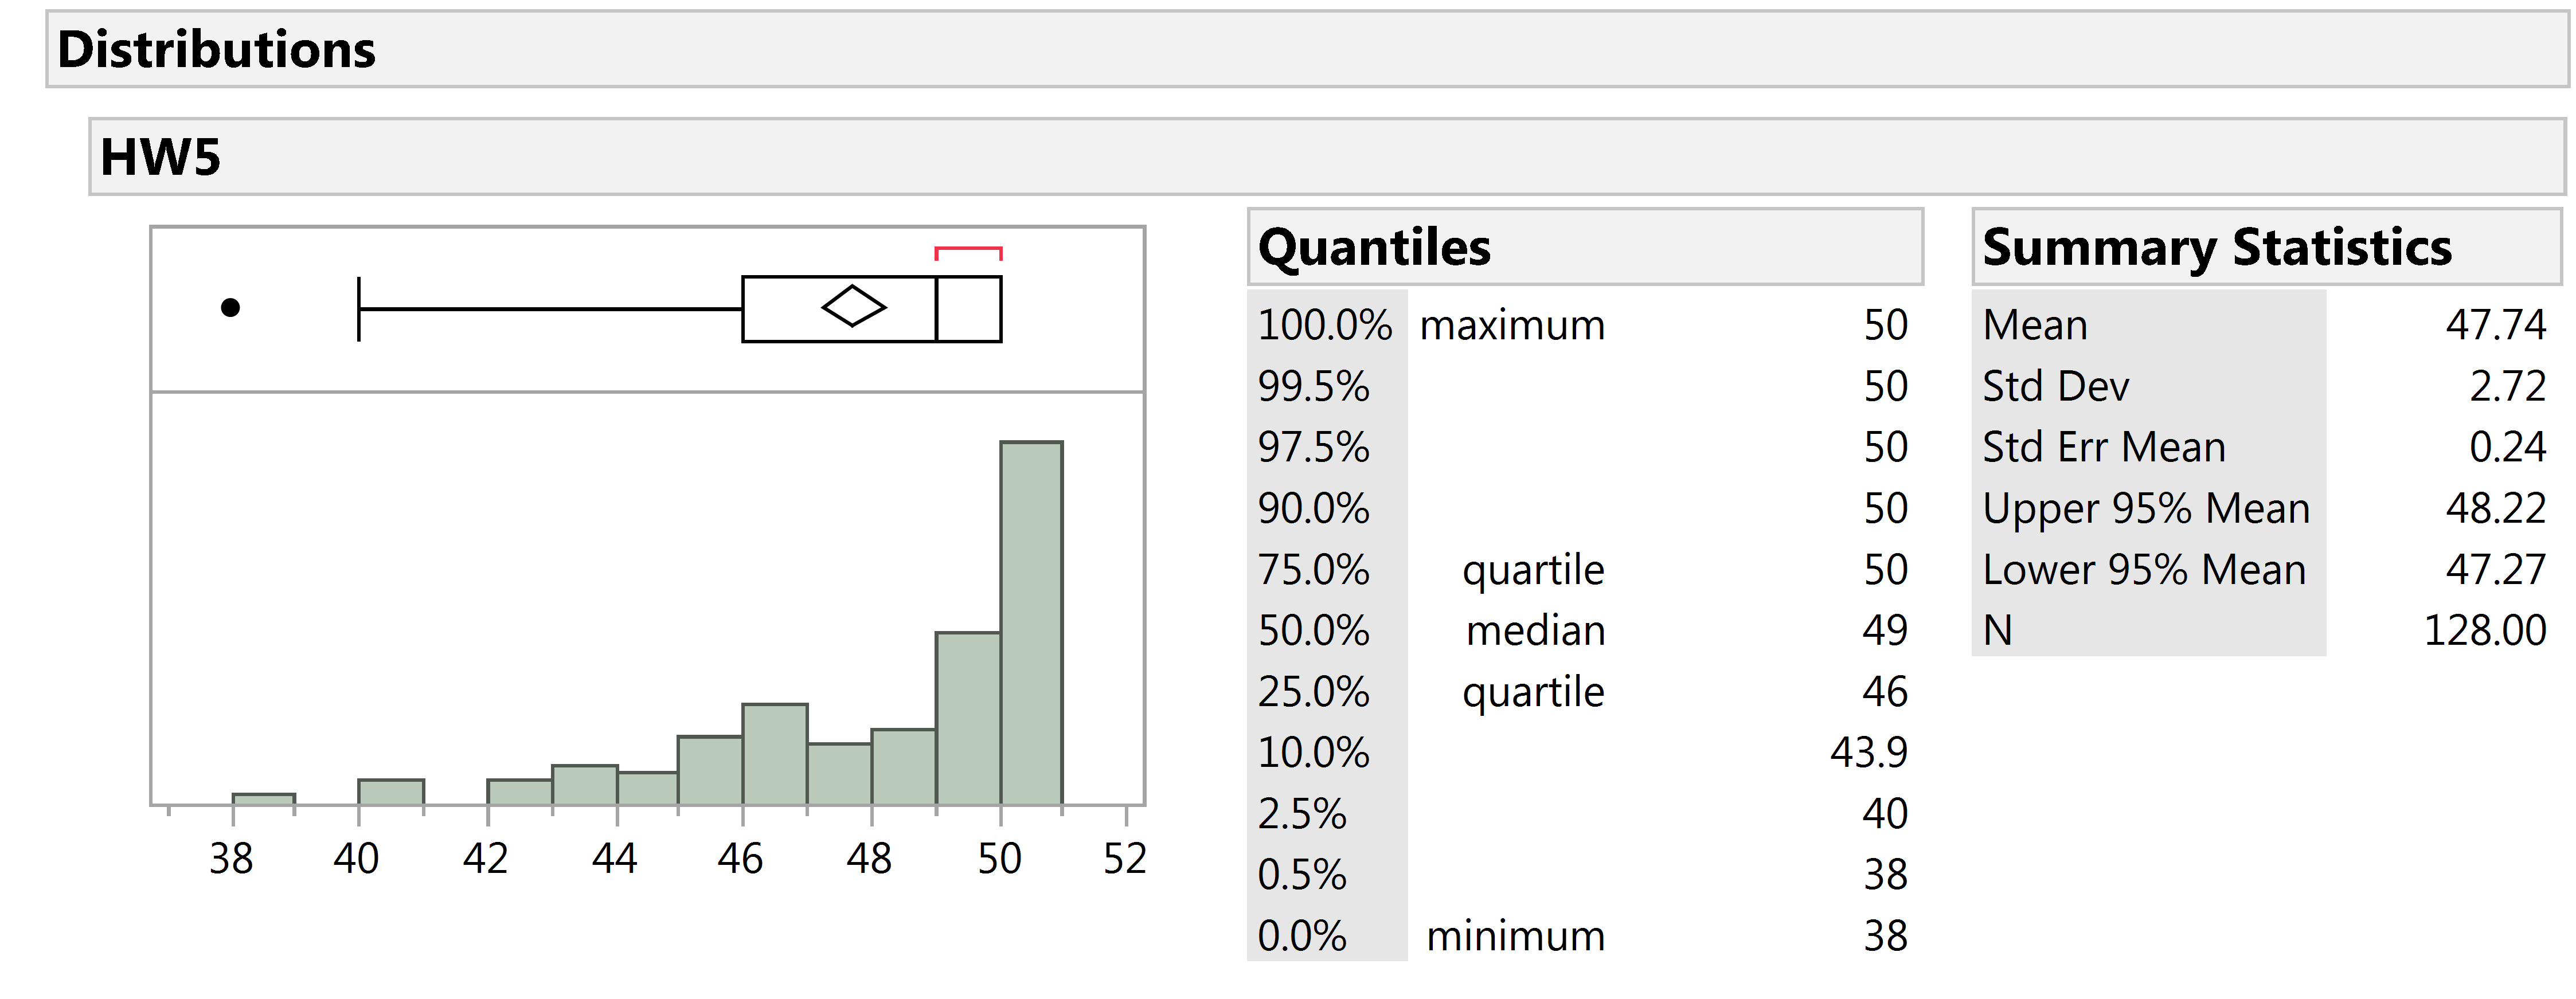 Distributions
HW5
38 40 42 44 46 48 50 52
Quantiles
100.0% maximum 50
99.5% 50
97.5% 50
90.0% 50
75.0% quartile 50
50.0% median 49
25.0% quartile 46
10.0% 43.9
2.5% 40
0.5% 38
0.0% minimum 38
Summary Statistics
Mean 47.74
Std Dev 2.72
Std Err Mean 0.24
Upper 95% Mean 48.22
Lower 95% Mean 47.27
N 128.00